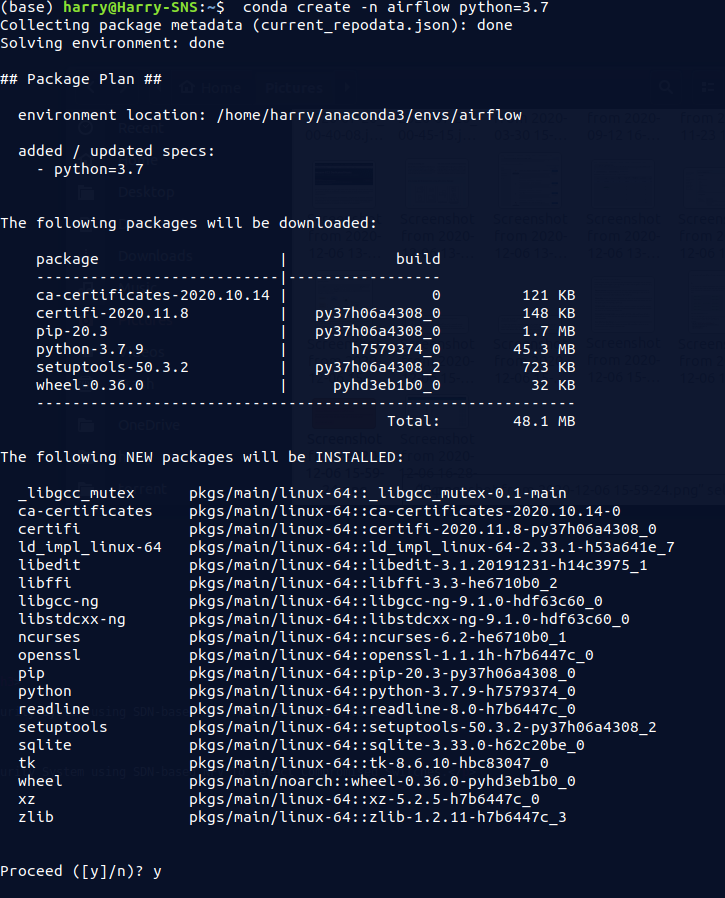 (base) harry@Harry-SNS:~$  conda create -n airflow python=3.7
Collecting package metadata (current_repodata.json): done
Solving environment: done

## Package Plan ##

  environment location: /home/harry/anaconda3/envs/airflow

  added / updated specs:
    - python=3.7


The following packages will be downloaded:

    package                    |            build
    ---------------------------|-----------------
    ca-certificates-2020.10.14 |                0         121 KB
    certifi-2020.11.8          |   py37h06a4308_0         148 KB
    pip-20.3                   |   py37h06a4308_0         1.7 MB
    python-3.7.9               |       h7579374_0        45.3 MB
    setuptools-50.3.2          |   py37h06a4308_2         723 KB
    wheel-0.36.0               |     pyhd3eb1b0_0          32 KB
    ------------------------------------------------------------
                                           Total:        48.1 MB

The following NEW packages will be INSTALLED:

  _libgcc_mutex      pkgs/main/linux-64::_libgcc_mutex-0.1-main
  ca-certificates    pkgs/main/linux-64::ca-certificates-2020.10.14-0
  certifi            pkgs/main/linux-64::certifi-2020.11.8-py37h06a4308_0
  ld_impl_linux-64   pkgs/main/linux-64::ld_impl_linux-64-2.33.1-h53a641e_7
  libedit            pkgs/main/linux-64::libedit-3.1.20191231-h14c3975_1
  libffi             pkgs/main/linux-64::libffi-3.3-he6710b0_2
  libgcc-ng          pkgs/main/linux-64::libgcc-ng-9.1.0-hdf63c60_0
  libstdcxx-ng       pkgs/main/linux-64::libstdcxx-ng-9.1.0-hdf63c60_0
  ncurses            pkgs/main/linux-64::ncurses-6.2-he6710b0_1
  openssl            pkgs/main/linux-64::openssl-1.1.1h-h7b6447c_0
  pip                pkgs/main/linux-64::pip-20.3-py37h06a4308_0
  python             pkgs/main/linux-64::python-3.7.9-h7579374_0
  readline           pkgs/main/linux-64::readline-8.0-h7b6447c_0
  setuptools         pkgs/main/linux-64::setuptools-50.3.2-py37h06a4308_2
  sqlite             pkgs/main/linux-64::sqlite-3.33.0-h62c20be_0
  tk                 pkgs/main/linux-64::tk-8.6.10-hbc83047_0
  wheel              pkgs/main/noarch::wheel-0.36.0-pyhd3eb1b0_0
  xz                 pkgs/main/linux-64::xz-5.2.5-h7b6447c_0
  zlib               pkgs/main/linux-64::zlib-1.2.11-h7b6447c_3


Proceed ([y]/n)? y